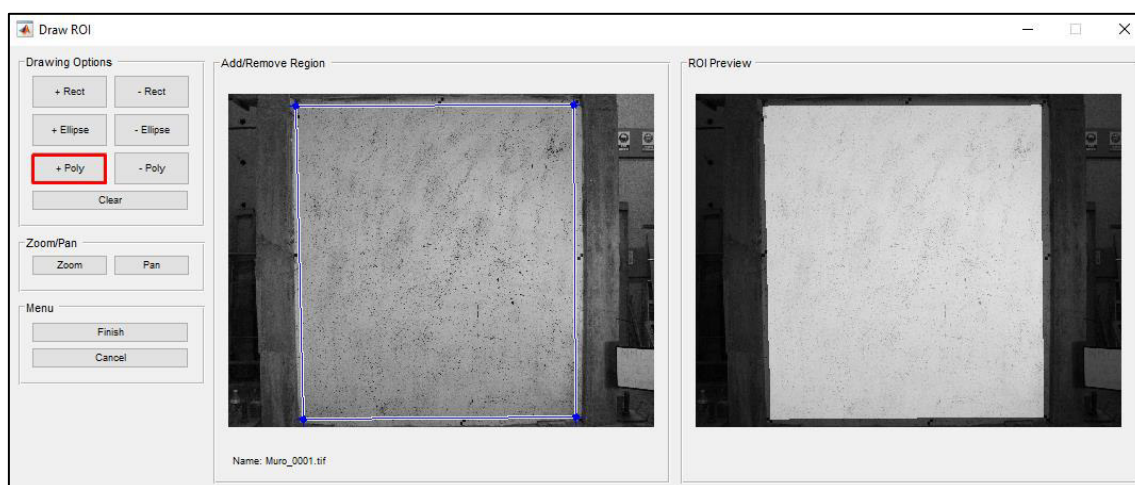 Draw ROI
Drawing Options
+ Rect
- Rect
+ Ellipse
- Ellipse
+ Poly
- Poly
Clear
Zoom/Pan
Zoom
Pan
Menu
Finish
Cancel
Add/Remove Region
Name: Muro_0001.tif
ROI Preview